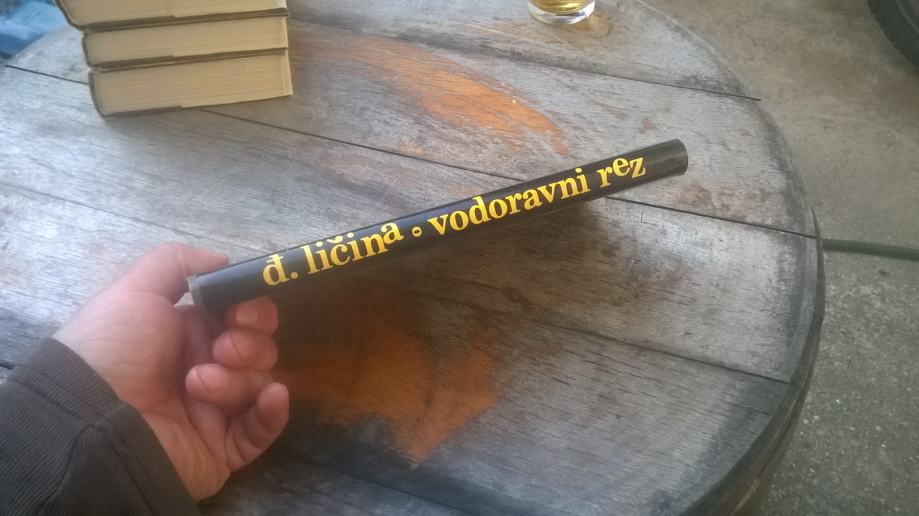 đ. ličina • vodoravni rez